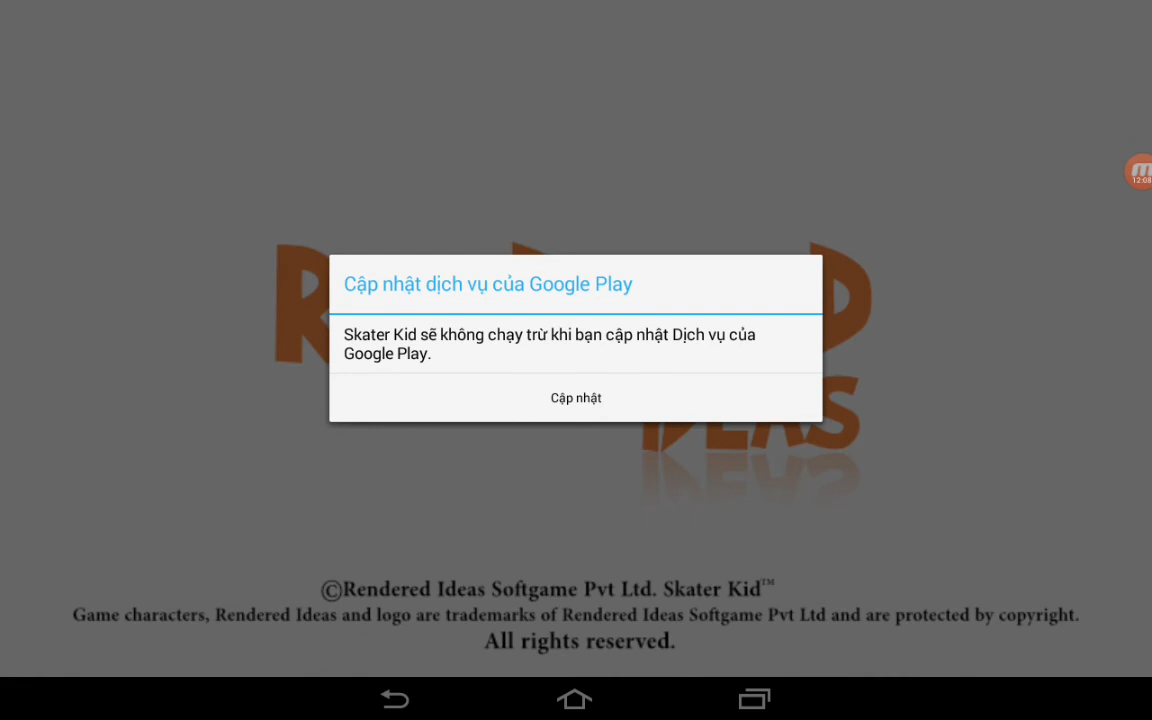 Cập nhật dịch vụ của Google Play
Skater Kid sẽ không chạy trừ khi bạn cập nhật Dịch vụ của
Google Play.
Cập nhật
©Rendered Ideas Softgame Pvt Ltd. Skater Kid™
Game characters, Rendered Ideas and logo are trademarks of Rendered Ideas Softgame Pvt Ltd and are protected by copyright.
All rights reserved.
12:08